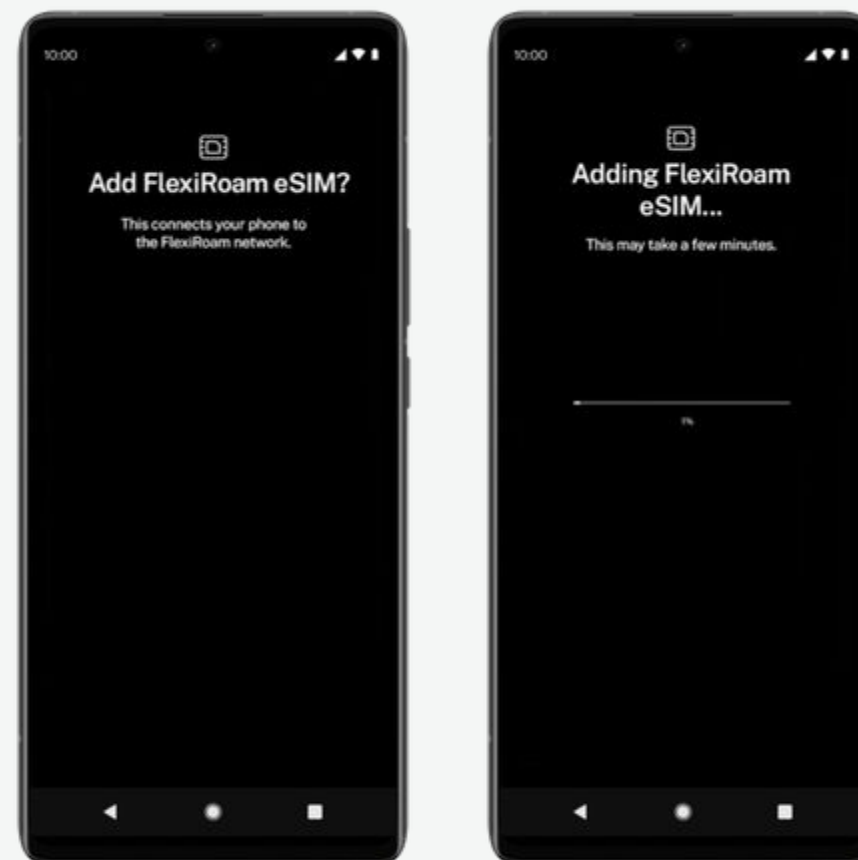 10:00
Add FlexiRoam eSIM?
This connects your phone to
the FlexiRoam network.
10:00
Adding FlexiRoam
eSIM...
This may take a few minutes.
1%